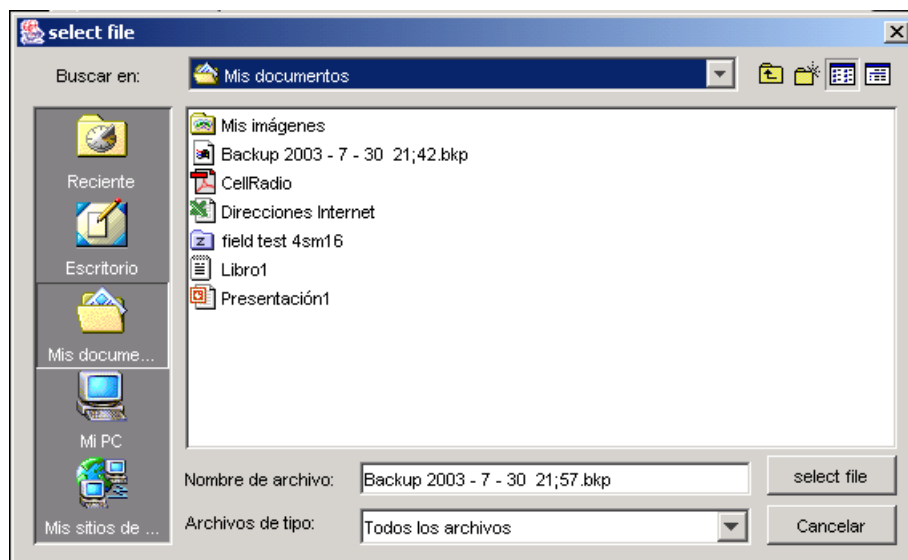 select file
Buscar en:
Mis documentos
Reciente
Escritorio
Mis docume...
Mi PC
Mis sitios de ...
Mis imágenes
Backup 2003 - 7 - 30  21;42.bkp
CellRadio
Direcciones Internet
field test 4sm16
Libro1
Presentación1
Nombre de archivo:
Backup 2003 - 7 - 30  21;57.bkp
select file
Archivos de tipo:
Todos los archivos
Cancelar